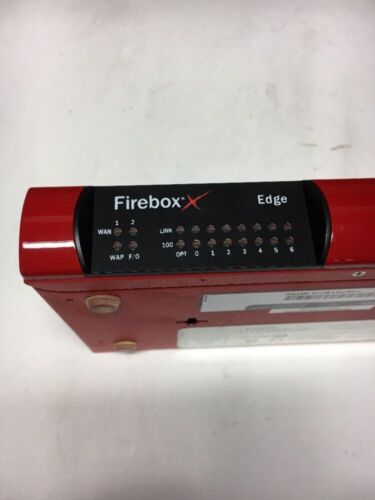 Firebox X Edge
1 2
WAN LINK
100
WAP F/O OPT 0 1 2 3 4 5 6